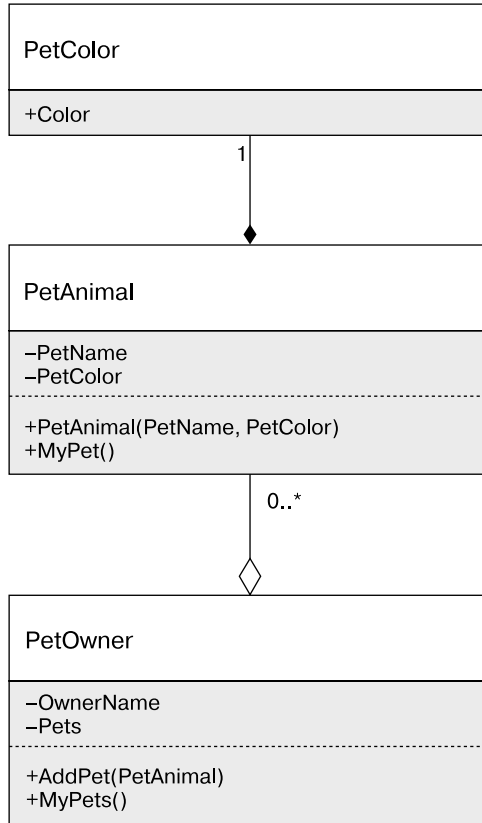 PetColor
+Color
1
PetAnimal
–PetName
–PetColor
+PetAnimal(PetName, PetColor)
+MyPet()
0..*
PetOwner
–OwnerName
–Pets
+AddPet(PetAnimal)
+MyPets()